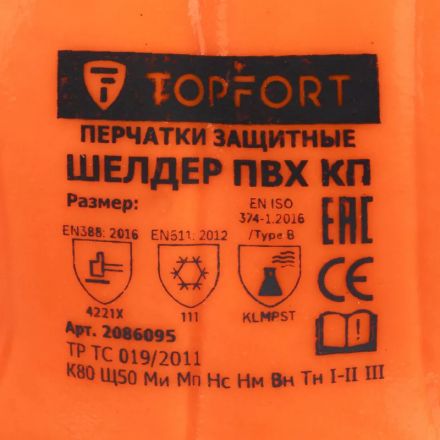 TOPFORT
ПЕРЧАТКИ ЗАЩИТНЫЕ
ШЕЛДЕР ПВХ КП
Размер:
EN388: 2016
4221X
EN511: 2012
111
EN ISO
374-1:2016
/Type B
KLMPST
EAC
CE
i
Арт. 2086095
ТР ТС 019/2011
К80 Щ50 Ми Мп Нс Нм Вн Тн I-II III